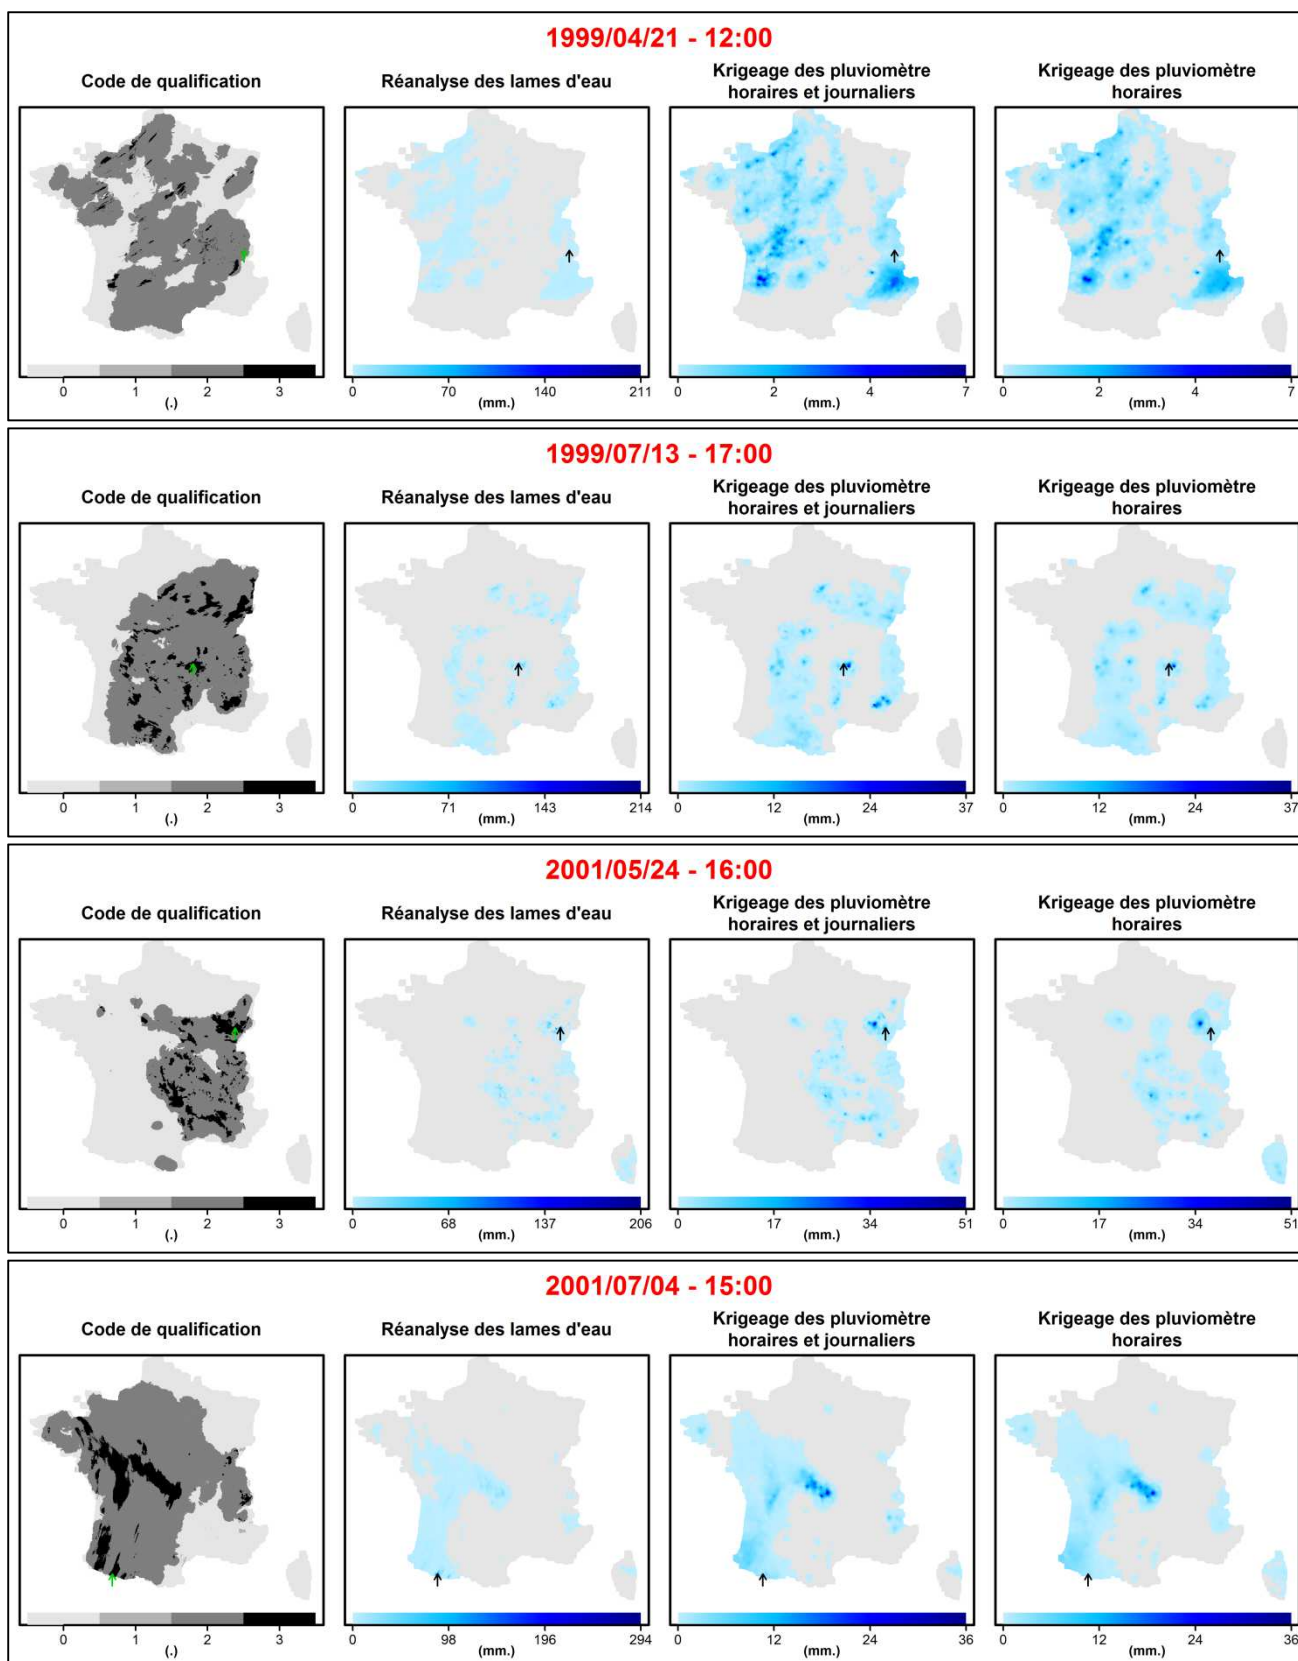 1999/04/21 - 12:00
Code de qualification
Réanalyse des lames d'eau
Krigeage des pluviomètre
horaires et journaliers
Krigeage des pluviomètre
horaires
0 1 2 3
(.)
0 70 140 211
(mm.)
0 2 4 7
(mm.)
0 2 4 7
(mm.)
1999/07/13 - 17:00
Code de qualification
Réanalyse des lames d'eau
Krigeage des pluviomètre
horaires et journaliers
Krigeage des pluviomètre
horaires
0 1 2 3
(.)
0 71 143 214
(mm.)
0 12 24 37
(mm.)
0 12 24 37
(mm.)
2001/05/24 - 16:00
Code de qualification
Réanalyse des lames d'eau
Krigeage des pluviomètre
horaires et journaliers
Krigeage des pluviomètre
horaires
0 1 2 3
(.)
0 68 137 206
(mm.)
0 17 34 51
(mm.)
0 17 34 51
(mm.)
2001/07/04 - 15:00
Code de qualification
Réanalyse des lames d'eau
Krigeage des pluviomètre
horaires et journaliers
Krigeage des pluviomètre
horaires
0 1 2 3
(.)
0 98 196 294
(mm.)
0 12 24 36
(mm.)
0 12 24 36
(mm.)